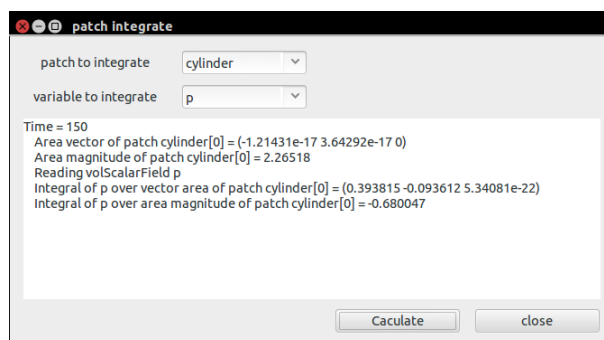 patch integrate
patch to integrate cylinder
variable to integrate p
Time = 150
Area vector of patch cylinder[0] = (-1.21431e-17 3.64292e-17 0)
Area magnitude of patch cylinder[0] = 2.26518
Reading volScalarField p
Integral of p over vector area of patch cylinder[0] = (0.393815 -0.093612 5.34081e-22)
Integral of p over area magnitude of patch cylinder[0] = -0.680047
Caculate close